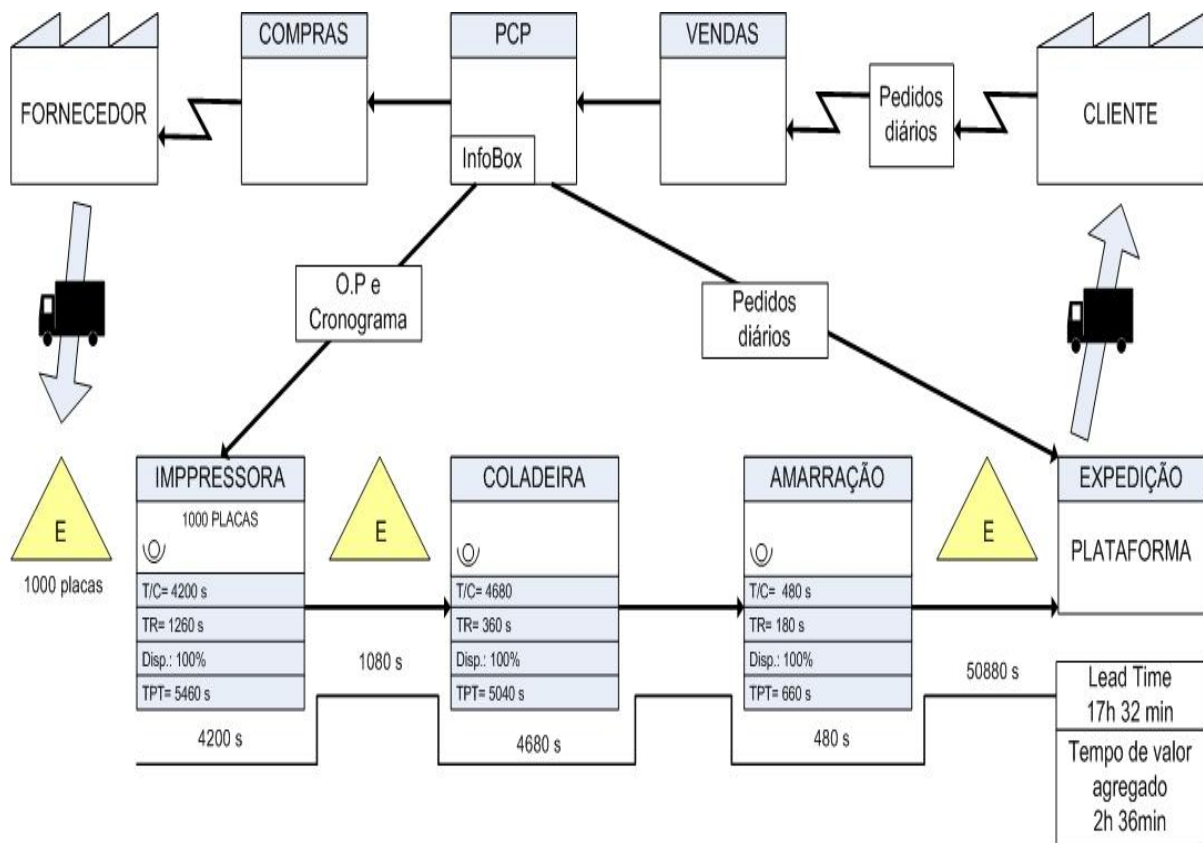 COMPRAS
PCP
VENDAS
FORNECEDOR
InfoBox
Pedidos
diários
CLIENTE
O.P e
Cronograma
Pedidos
diários
E
1000 placas
IMPPRESSORA
1000 PLACAS
T/C= 4200 s
TR= 1260 s
Disp.: 100%
TPT= 5460 s
E
COLADEIRA
T/C= 4680
TR= 360 s
Disp.: 100%
TPT= 5040 s
AMARRAÇÃO
T/C= 480 s
TR= 180 s
Disp.: 100%
TPT= 660 s
E
EXPEDIÇÃO
PLATAFORMA
4200 s
1080 s
4680 s
480 s
50880 s
Lead Time
17h 32 min
Tempo de valor
agregado
2h 36min